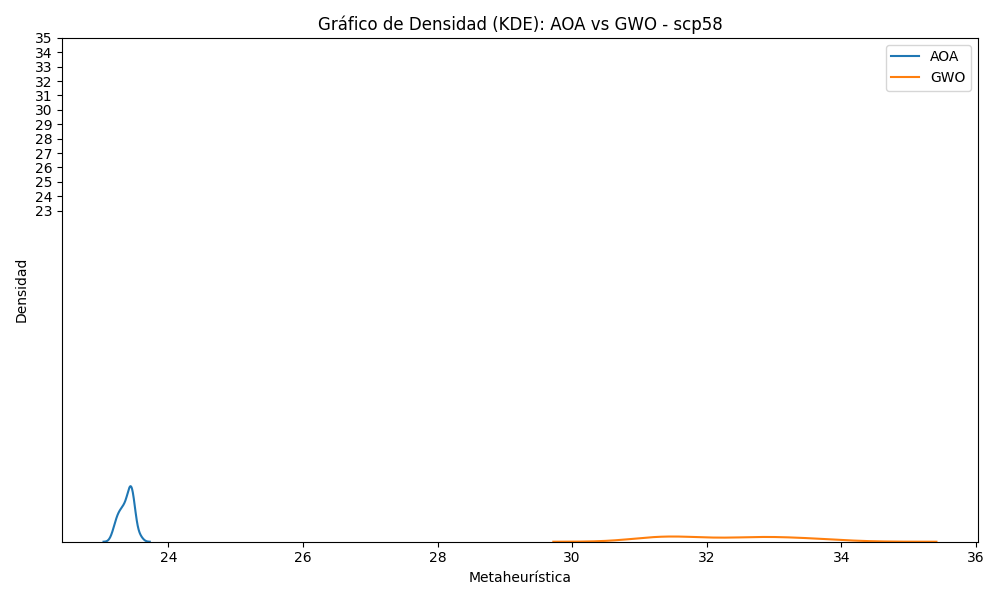 Gráfico de Densidad (KDE): AOA vs GWO - scp58
AOA
GWO
35
34
33
32
31
30
29
28
27
26
25
24
23
Densidad
24 26 28 30 32 34 36
Metaheurística